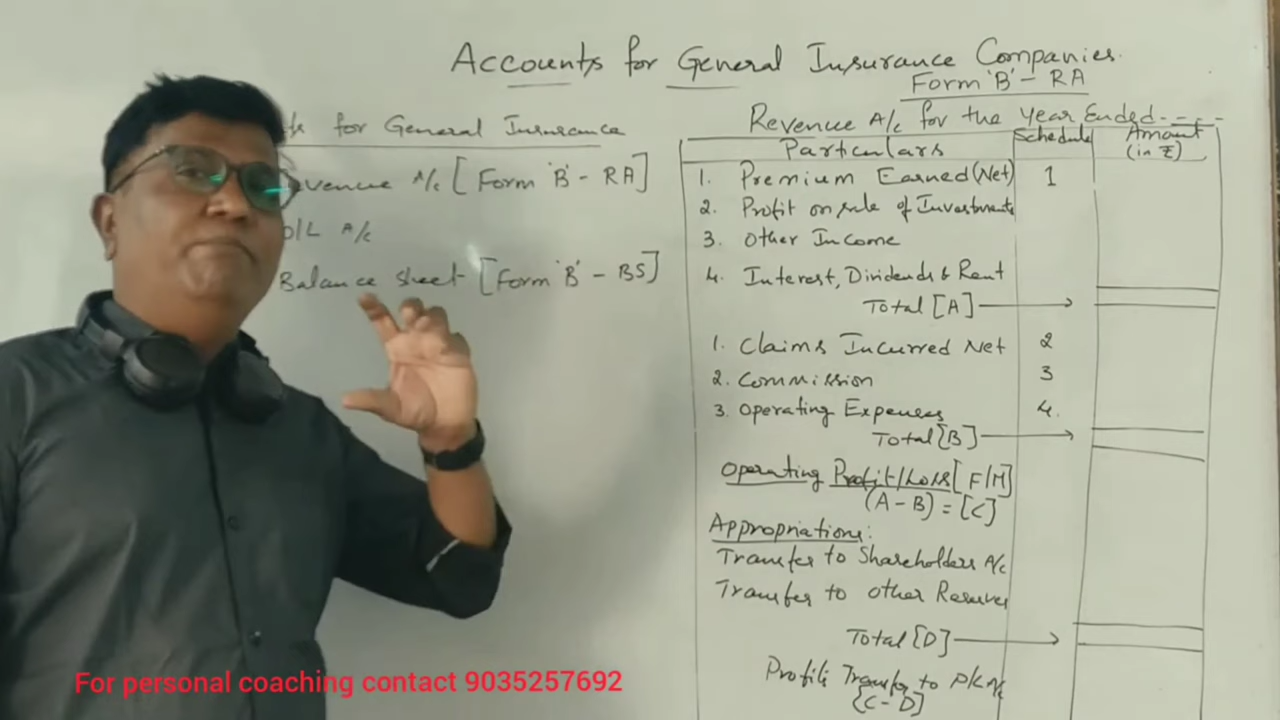 Accounts for General Insurance Companies.
for General Insurance
Revenue A/c [Form 'B' - RA]
P/L A/c
Balance Sheet [Form 'B' - BS]
Form 'B' - RA
Revenue A/c for the Year Ended - - - -
Particulars Schedule Amount (in ₹)
1. Premium Earned (Net) 1
2. Profit on sale of Investments
3. Other Income
4. Interest, Dividends & Rent
Total [A]
1. Claims Incurred Net 2
2. Commission 3
3. Operating Expenses 4.
Total [B]
Operating Profit/Loss [F/M]
(A - B) = [C]
Appropriations:
Transfer to Shareholders A/c
Transfer to Other Reserves
Total [D]
Profits Transfer to P&L A/c
[C - D]
For personal coaching contact 9035257692